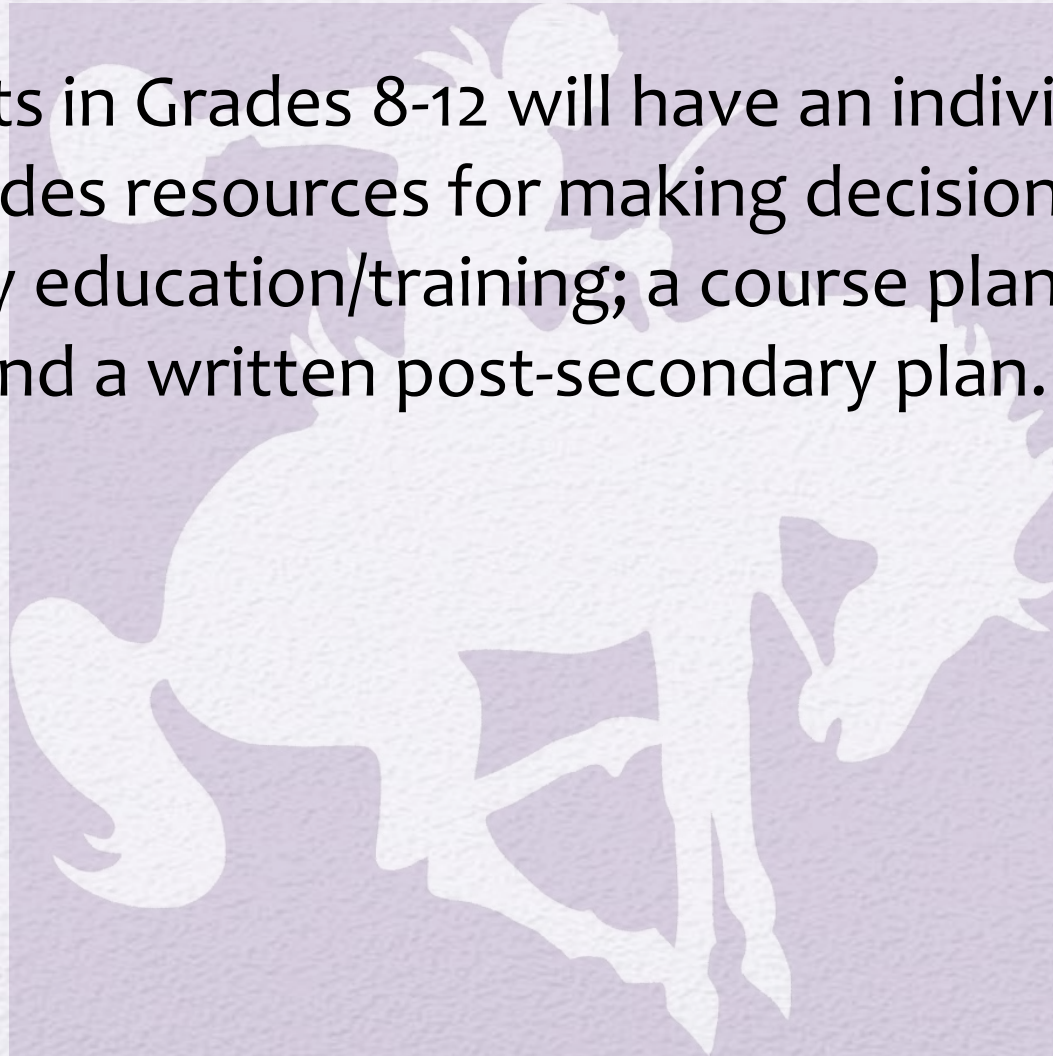 ts in Grades 8-12 will have an indivi
des resources for making decision
y education/training; a course plan
nd a written post-secondary plan.